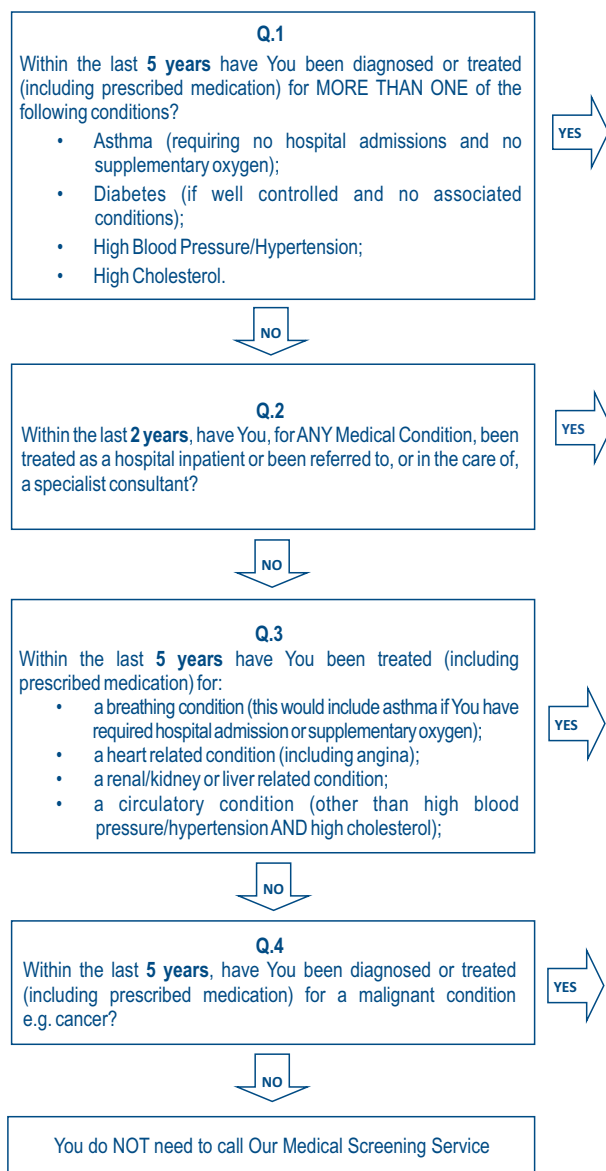 Q.1
Within the last 5 years have You been diagnosed or treated
(including prescribed medication) for MORE THAN ONE of the
following conditions?
• Asthma (requiring no hospital admissions and no
supplementary oxygen);
• Diabetes (if well controlled and no associated
conditions);
• High Blood Pressure/Hypertension;
• High Cholesterol.
YES
NO
Q.2
Within the last 2 years, have You, for ANY Medical Condition, been
treated as a hospital inpatient or been referred to, or in the care of,
a specialist consultant?
YES
NO
Q.3
Within the last 5 years have You been treated (including
prescribed medication) for:
• a breathing condition (this would include asthma if You have
required hospital admission or supplementary oxygen);
• a heart related condition (including angina);
• a renal/kidney or liver related condition;
• a circulatory condition (other than high blood
pressure/hypertension AND high cholesterol);
YES
NO
Q.4
Within the last 5 years, have You been diagnosed or treated
(including prescribed medication) for a malignant condition
e.g. cancer?
YES
NO
You do NOT need to call Our Medical Screening Service